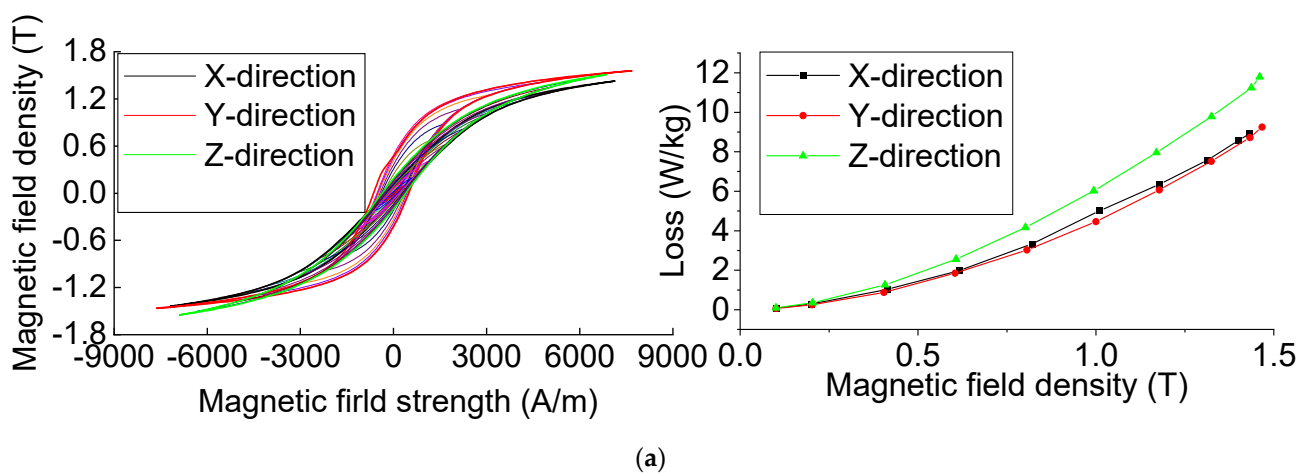 Magnetic field density (T)
1.8
1.2
0.6
0.0
-0.6
-1.2
-1.8
X-direction
Y-direction
Z-direction
-9000 -6000 -3000 0 3000 6000 9000
Magnetic firld strength (A/m)
Loss (W/kg)
12
10
8
6
4
2
0
X-direction
Y-direction
Z-direction
0.0 0.5 1.0 1.5
Magnetic field density (T)
(a)